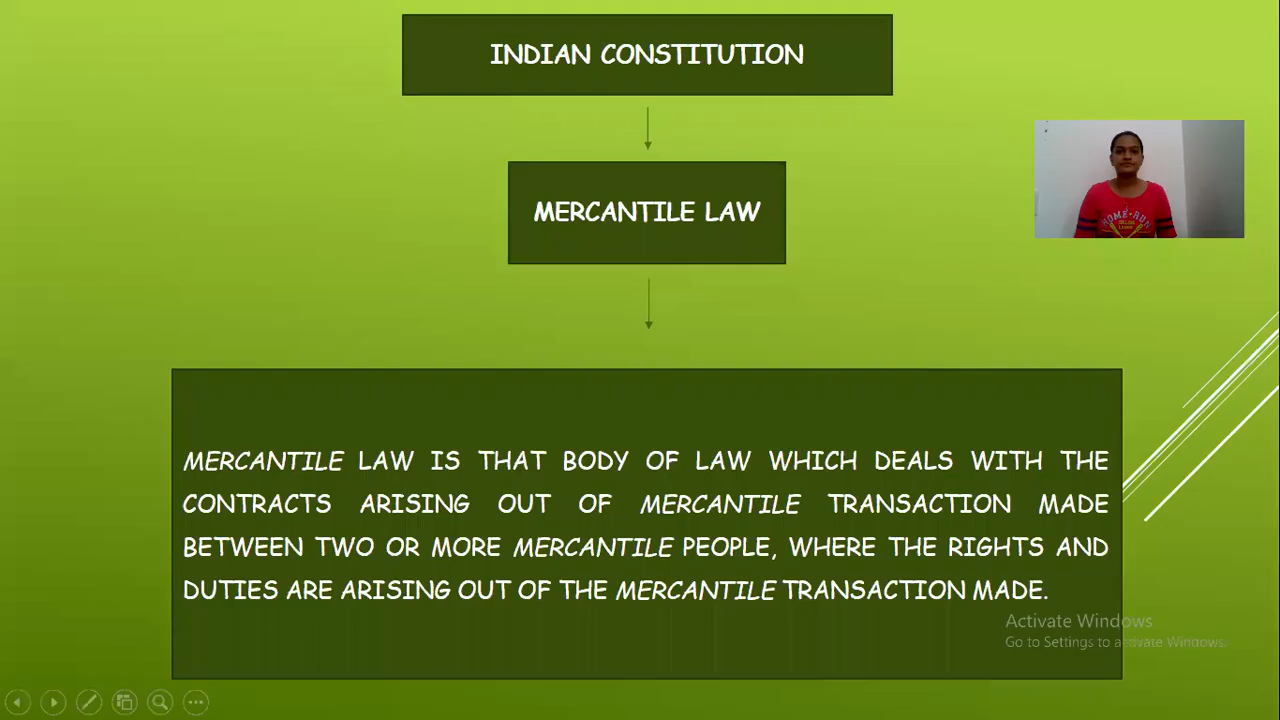 INDIAN CONSTITUTION
MERCANTILE LAW
HOME RUN
MERCANTILE LAW IS THAT BODY OF LAW WHICH DEALS WITH THE
CONTRACTS ARISING OUT OF MERCANTILE TRANSACTION MADE
BETWEEN TWO OR MORE MERCANTILE PEOPLE, WHERE THE RIGHTS AND
DUTIES ARE ARISING OUT OF THE MERCANTILE TRANSACTION MADE.
Activate Windows
Go to Settings to activate Windows.